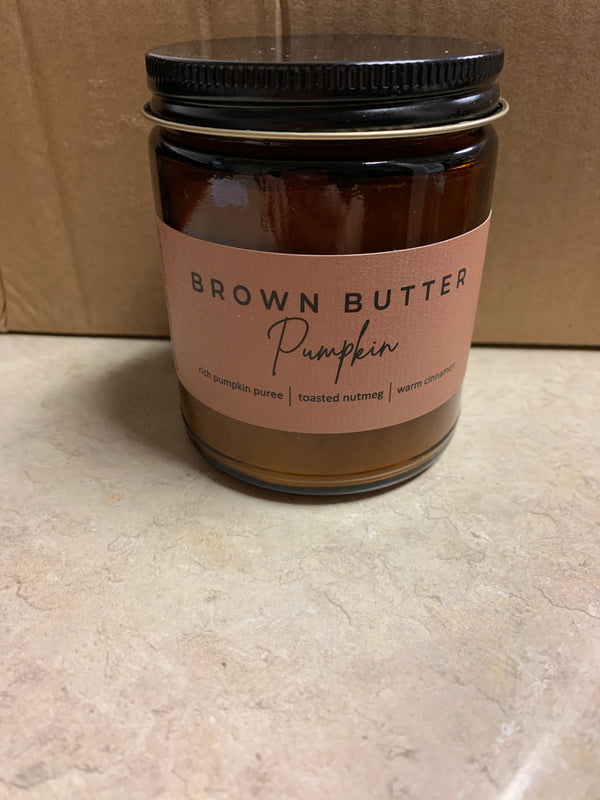 BROWN BUTTER
Pumpkin
rich pumpkin puree | toasted nutmeg | warm cinnamon